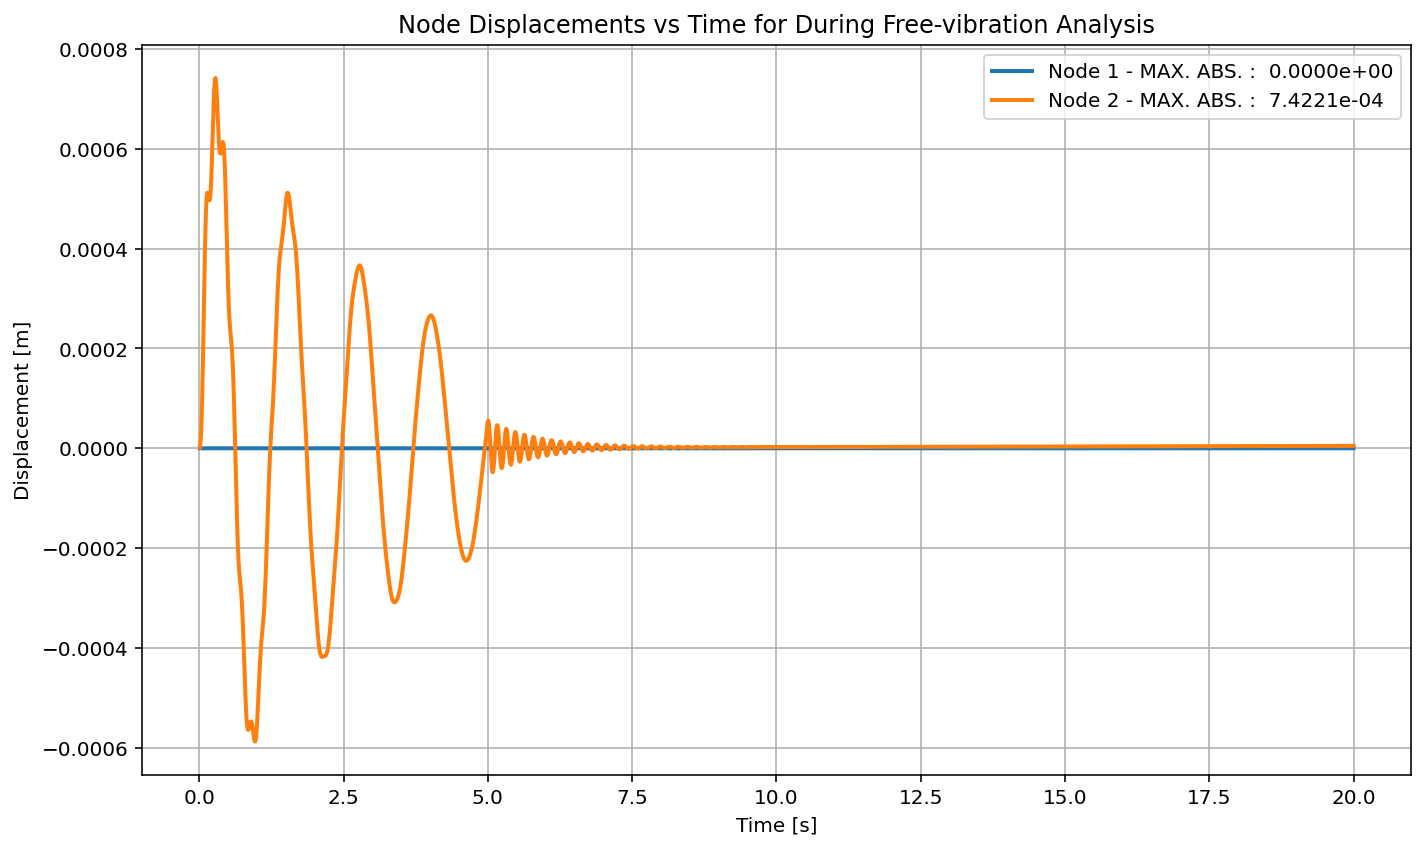 Node Displacements vs Time for During Free-vibration Analysis
Node 1 - MAX. ABS. :  0.0000e+00
Node 2 - MAX. ABS. :  7.4221e-04
Displacement [m]
0.0008
0.0006
0.0004
0.0002
0.0000
−0.0002
−0.0004
−0.0006
0.0 2.5 5.0 7.5 10.0 12.5 15.0 17.5 20.0
Time [s]